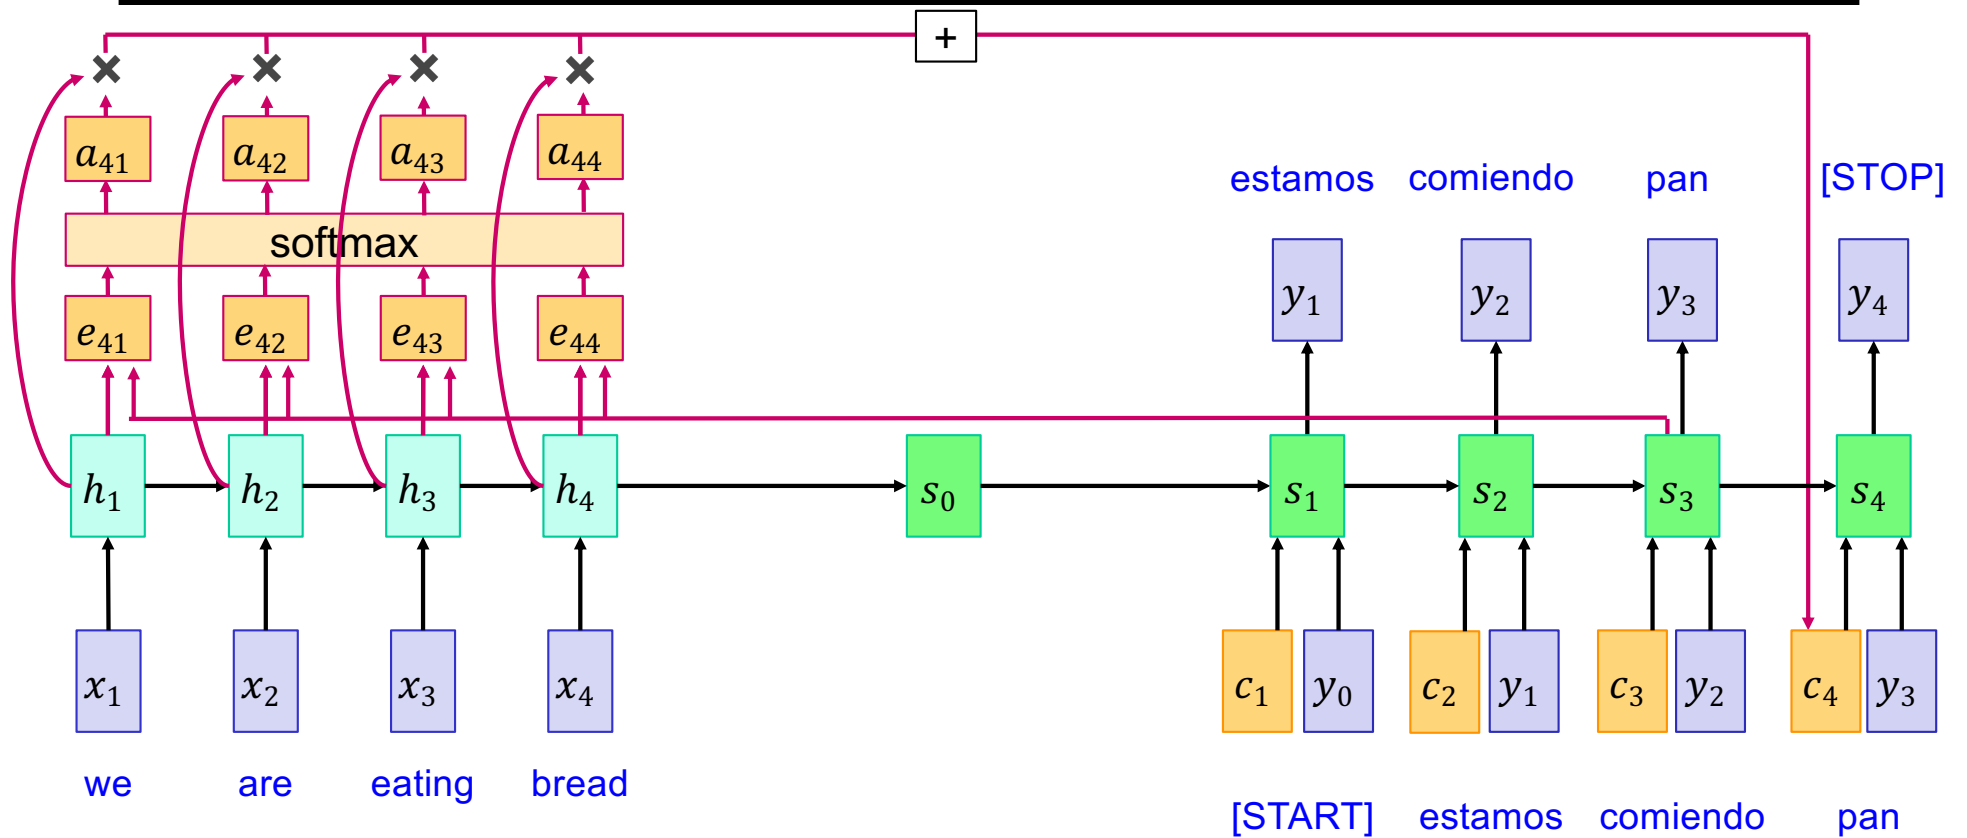 +
a₄₁ a₄₂ a₄₃ a₄₄
estamos comiendo pan [STOP]
softmax
y₁ y₂ y₃ y₄
e₄₁ e₄₂ e₄₃ e₄₄
h₁ h₂ h₃ h₄ s₀ s₁ s₂ s₃ s₄
x₁ x₂ x₃ x₄ c₁ y₀ c₂ y₁ c₃ y₂ c₄ y₃
we are eating bread
[START] estamos comiendo pan